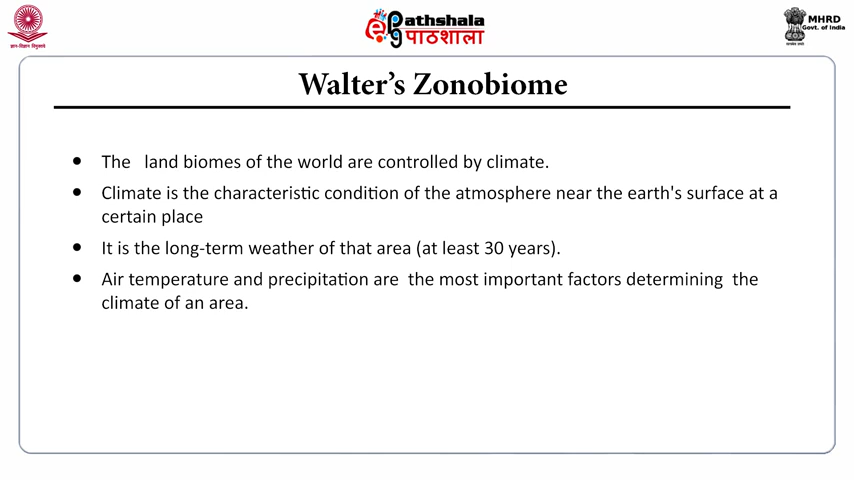 ePathshala
पाठशाला
MHRD
Govt. of India
ज्ञान-विज्ञान विमुक्तये
Walter's Zonobiome
• The land biomes of the world are controlled by climate.
• Climate is the characteristic condition of the atmosphere near the earth's surface at a
certain place
• It is the long-term weather of that area (at least 30 years).
• Air temperature and precipitation are the most important factors determining the
climate of an area.